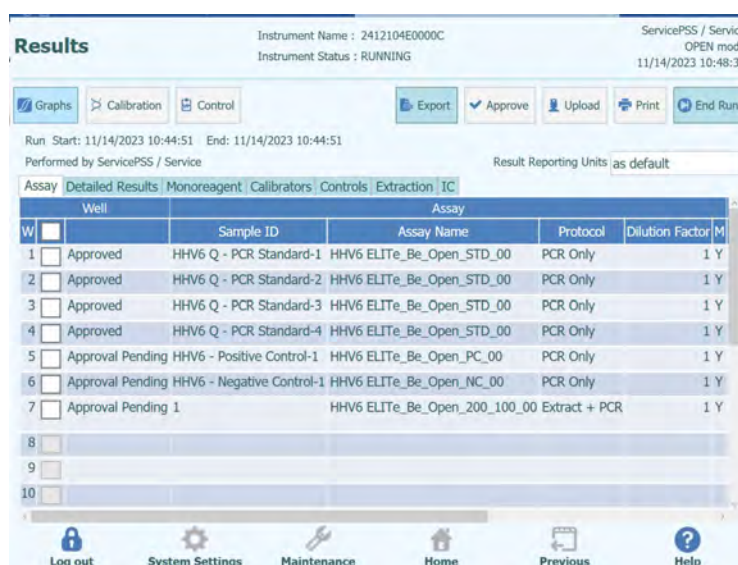 Results
Instrument Name : 2412104E0000C
Instrument Status : RUNNING
ServicePSS / Servic
OPEN mod
11/14/2023 10:48:3
Graphs Calibration Control Export Approve Upload Print End Run
Run Start: 11/14/2023 10:44:51 End: 11/14/2023 10:44:51
Performed by ServicePSS / Service
Result Reporting Units as default
Assay Detailed Results Monoreagent Calibrators Controls Extraction IC
Well Assay
W Sample ID Assay Name Protocol Dilution Factor M
1 Approved HHV6 Q - PCR Standard-1 HHV6 ELITe_Be_Open_STD_00 PCR Only 1 Y
2 Approved HHV6 Q - PCR Standard-2 HHV6 ELITe_Be_Open_STD_00 PCR Only 1 Y
3 Approved HHV6 Q - PCR Standard-3 HHV6 ELITe_Be_Open_STD_00 PCR Only 1 Y
4 Approved HHV6 Q - PCR Standard-4 HHV6 ELITe_Be_Open_STD_00 PCR Only 1 Y
5 Approval Pending HHV6 - Positive Control-1 HHV6 ELITe_Be_Open_PC_00 PCR Only 1 Y
6 Approval Pending HHV6 - Negative Control-1 HHV6 ELITe_Be_Open_NC_00 PCR Only 1 Y
7 Approval Pending 1 HHV6 ELITe_Be_Open_200_100_00 Extract + PCR 1 Y
8
9
10
Log out System Settings Maintenance Home Previous Help